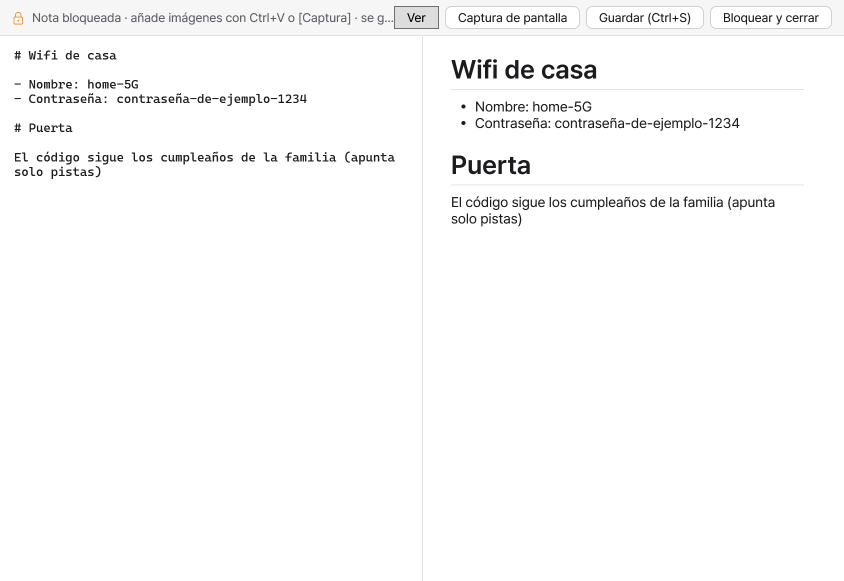 Nota bloqueada · añade imágenes con Ctrl+V o [Captura] · se g...
Ver
Captura de pantalla
Guardar (Ctrl+S)
Bloquear y cerrar
# Wifi de casa
- Nombre: home-5G
- Contraseña: contraseña-de-ejemplo-1234
# Puerta
El código sigue los cumpleaños de la familia (apunta
solo pistas)
Wifi de casa
• Nombre: home-5G
• Contraseña: contraseña-de-ejemplo-1234
Puerta
El código sigue los cumpleaños de la familia (apunta
solo pistas)